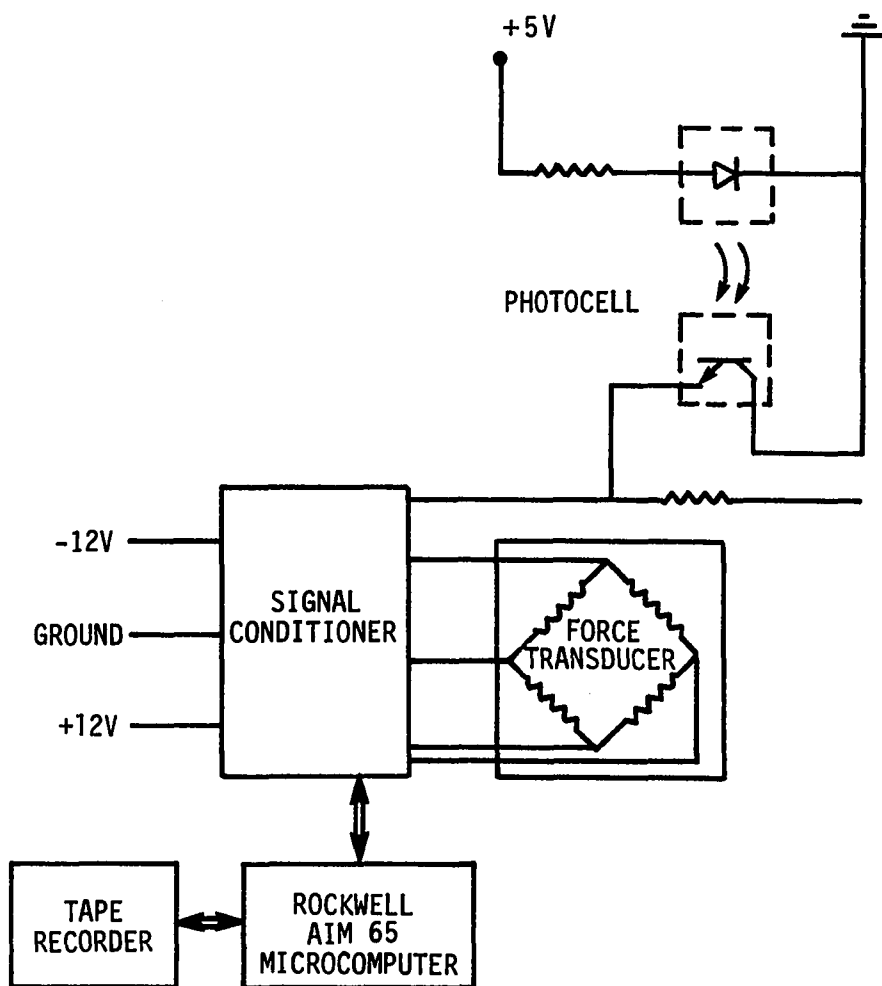 +5V
PHOTOCELL
-12V
GROUND
+12V
SIGNAL
CONDITIONER
FORCE
TRANSDUCER
TAPE
RECORDER
ROCKWELL
AIM 65
MICROCOMPUTER